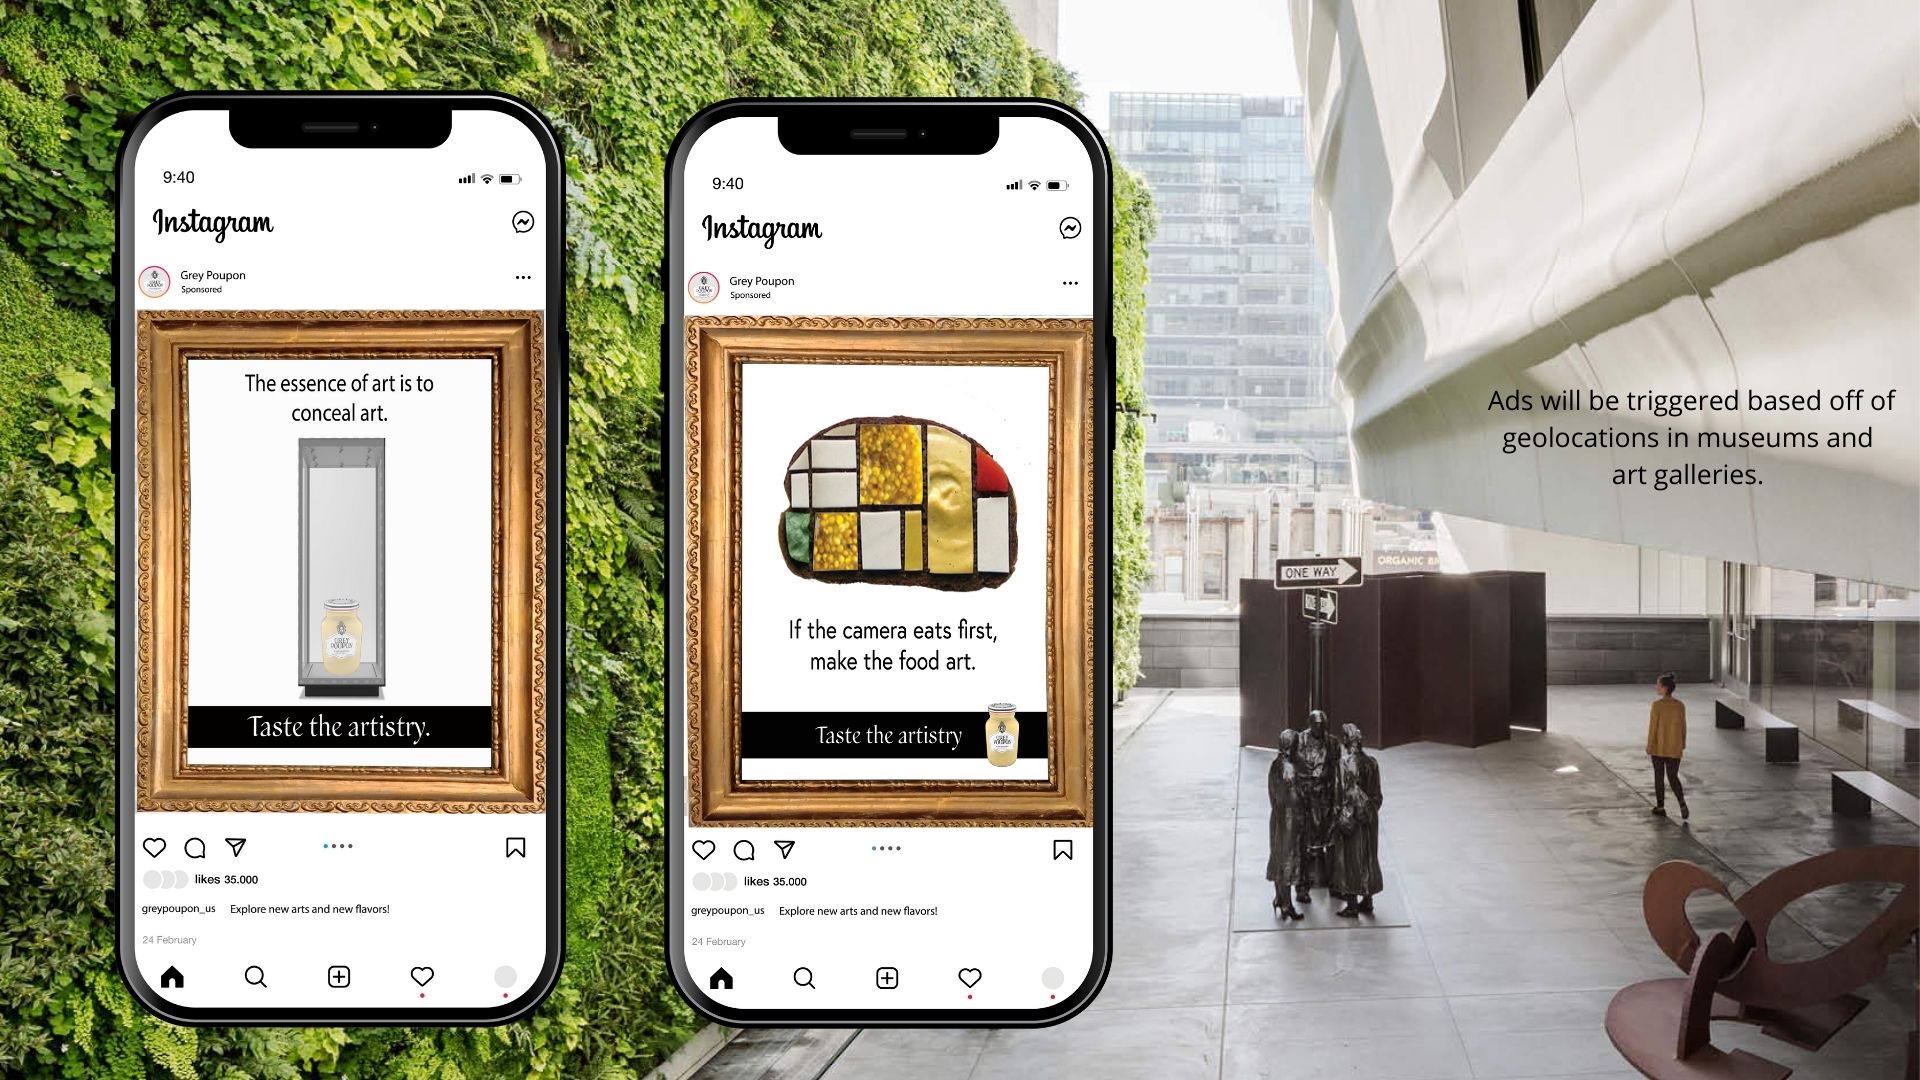 9:40
Instagram
Grey Poupon
Sponsored
The essence of art is to
conceal art.
GREY
POUPON
Taste the artistry.
likes 35.000
greypoupon_us Explore new arts and new flavors!
24 February
9:40
Instagram
Grey Poupon
Sponsored
If the camera eats first,
make the food art.
Taste the artistry
GREY
POUPON
likes 35.000
greypoupon_us Explore new arts and new flavors!
24 February
Ads will be triggered based off of
geolocations in museums and
art galleries.
ONE WAY
ORGANIC